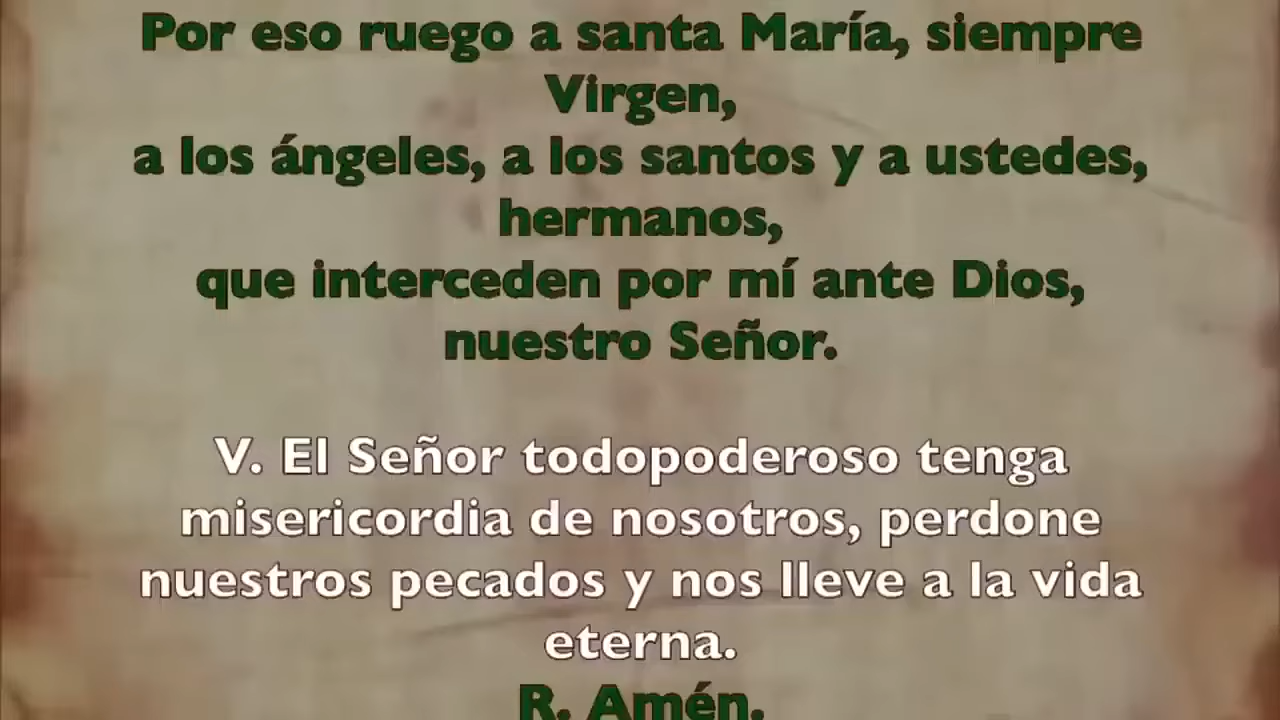 Por eso ruego a santa María, siempre
Virgen,
a los ángeles, a los santos y a ustedes,
hermanos,
que interceden por mí ante Dios,
nuestro Señor.
V. El Señor todopoderoso tenga
misericordia de nosotros, perdone
nuestros pecados y nos lleve a la vida
eterna.
R. Amén.